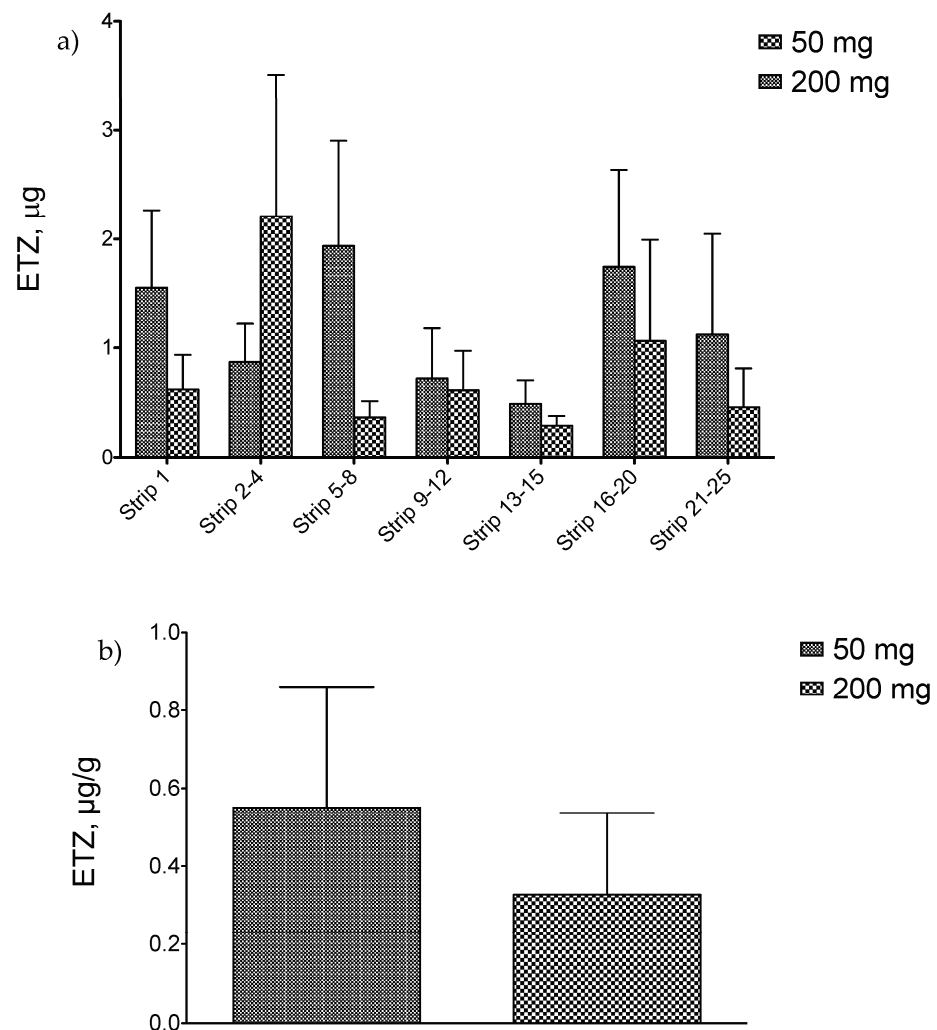 a)
4
3
2
1
0
ETZ, μg
50 mg
200 mg
Strip 1
Strip 2-4
Strip 5-8
Strip 9-12
Strip 13-15
Strip 16-20
Strip 21-25
b)
1.0
0.8
0.6
0.4
0.2
0.0
ETZ, μg/g
50 mg
200 mg